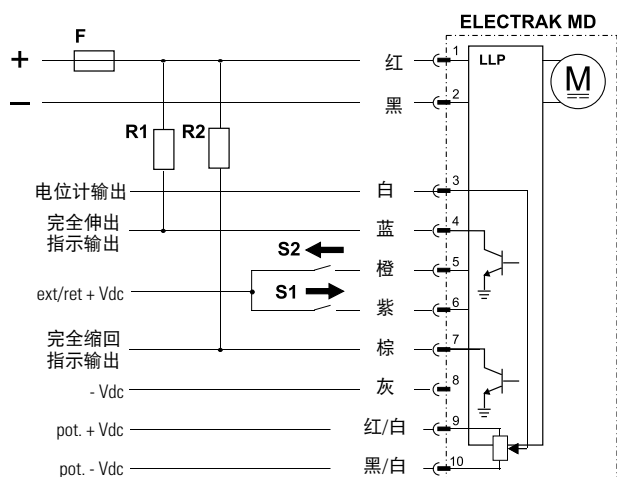 ELECTRAK MD
F
+
红
1
LLP
M
−
黑
2
R1
R2
电位计输出
白
3
完全伸出
指示输出
蓝
4
S2
橙
5
ext/ret + Vdc
S1
紫
6
完全缩回
指示输出
棕
7
- Vdc
灰
8
pot. + Vdc
红/白
9
pot. - Vdc
黑/白
10